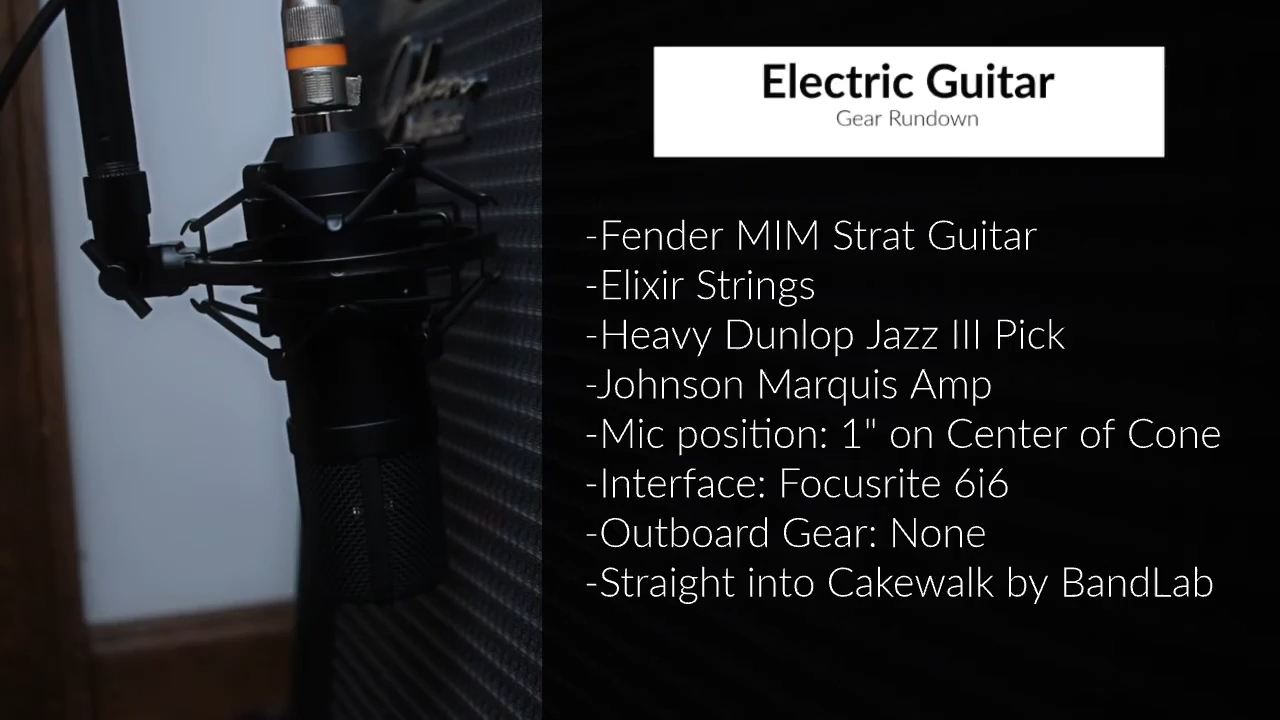 Electric Guitar
Gear Rundown
Johnson
-Fender MIM Strat Guitar
-Elixir Strings
-Heavy Dunlop Jazz III Pick
-Johnson Marquis Amp
-Mic position: 1" on Center of Cone
-Interface: Focusrite 6i6
-Outboard Gear: None
-Straight into Cakewalk by BandLab